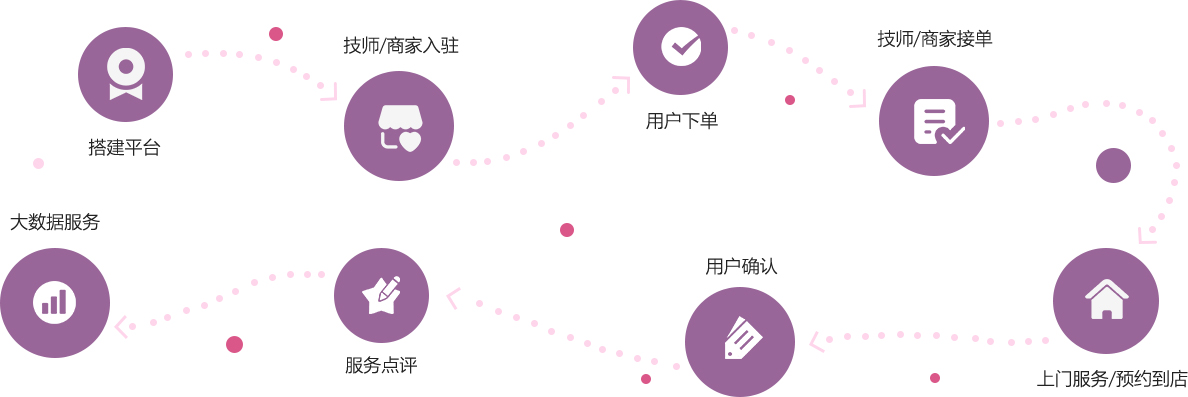 搭建平台
技师/商家入驻
用户下单
技师/商家接单
上门服务/预约到店
用户确认
服务点评
大数据服务